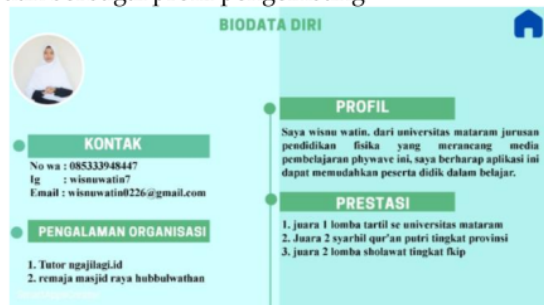 BIODATA DIRI
KONTAK
No wa : 085333948447
Ig : wisnuwatin7
Email : wisnuwatin0226@gmail.com
PENGALAMAN ORGANISASI
1. Tutor ngajilagi.id
2. remaja masjid raya hubbulwathan
PROFIL
Saya wisnu watin, dari universitas mataram jurusan
pendidikan fisika yang merancang media
pembelajaran phywave ini, saya berharap aplikasi ini
dapat memudahkan peserta didik dalam belajar.
PRESTASI
1. juara 1 lomba tartil se universitas mataram
2. Juara 2 syarhil qur'an putri tingkat provinsi
3. juara 2 lomba sholawat tingkat fkip